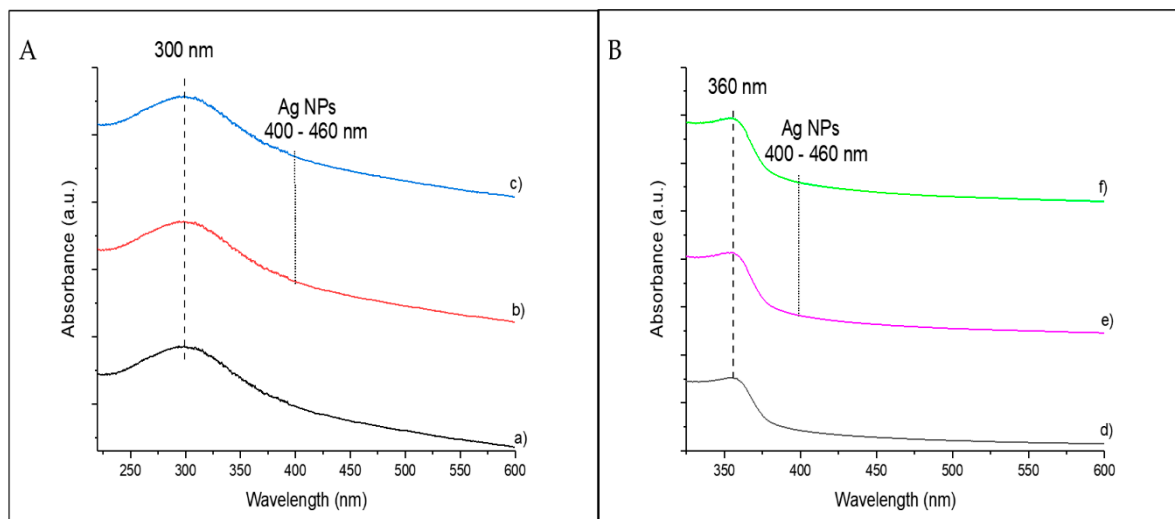 A
300 nm
Ag NPs
400 - 460 nm
c)
b)
a)
Absorbance (a.u.)
250 300 350 400 450 500 550 600
Wavelength (nm)
B
360 nm
Ag NPs
400 - 460 nm
f)
e)
d)
Absorbance (a.u.)
350 400 450 500 550 600
Wavelength (nm)